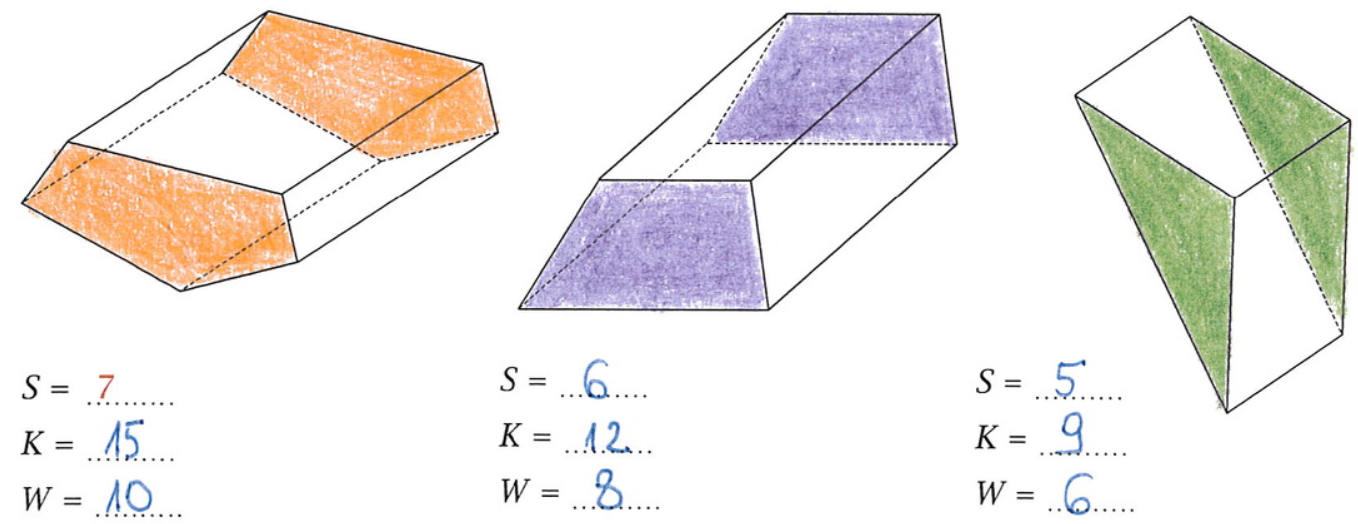 S = 7
K = 15
W = 10
S = 6
K = 12
W = 8
S = 5
K = 9
W = 6